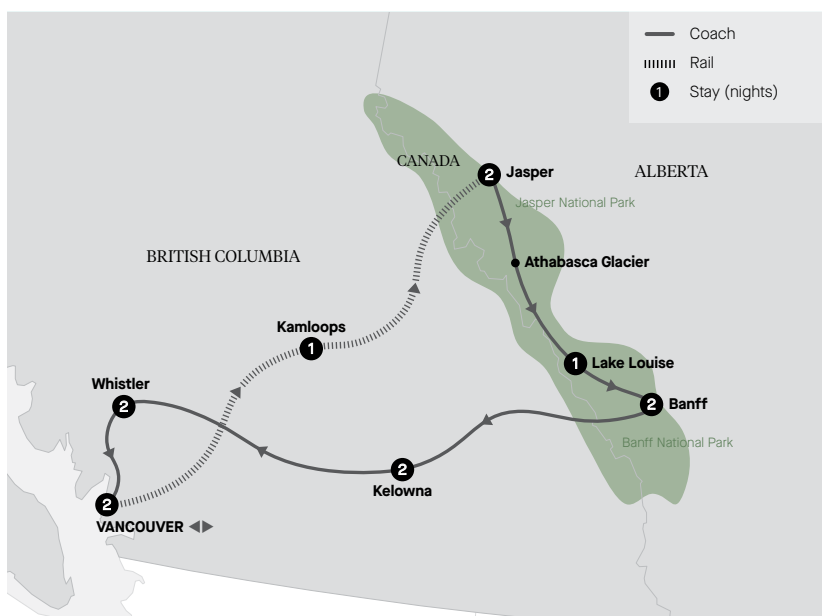 Coach
Rail
1 Stay (nights)
CANADA
2 Jasper
ALBERTA
Jasper National Park
BRITISH COLUMBIA
Athabasca Glacier
Kamloops
1
1 Lake Louise
Whistler
2
2 Banff
Banff National Park
2
Kelowna
2
VANCOUVER